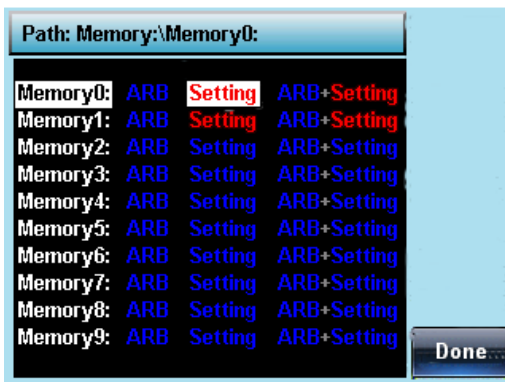 Path: Memory:\Memory0:
Memory0: ARB Setting ARB+Setting
Memory1: ARB Setting ARB+Setting
Memory2: ARB Setting ARB+Setting
Memory3: ARB Setting ARB+Setting
Memory4: ARB Setting ARB+Setting
Memory5: ARB Setting ARB+Setting
Memory6: ARB Setting ARB+Setting
Memory7: ARB Setting ARB+Setting
Memory8: ARB Setting ARB+Setting
Memory9: ARB Setting ARB+Setting
Done